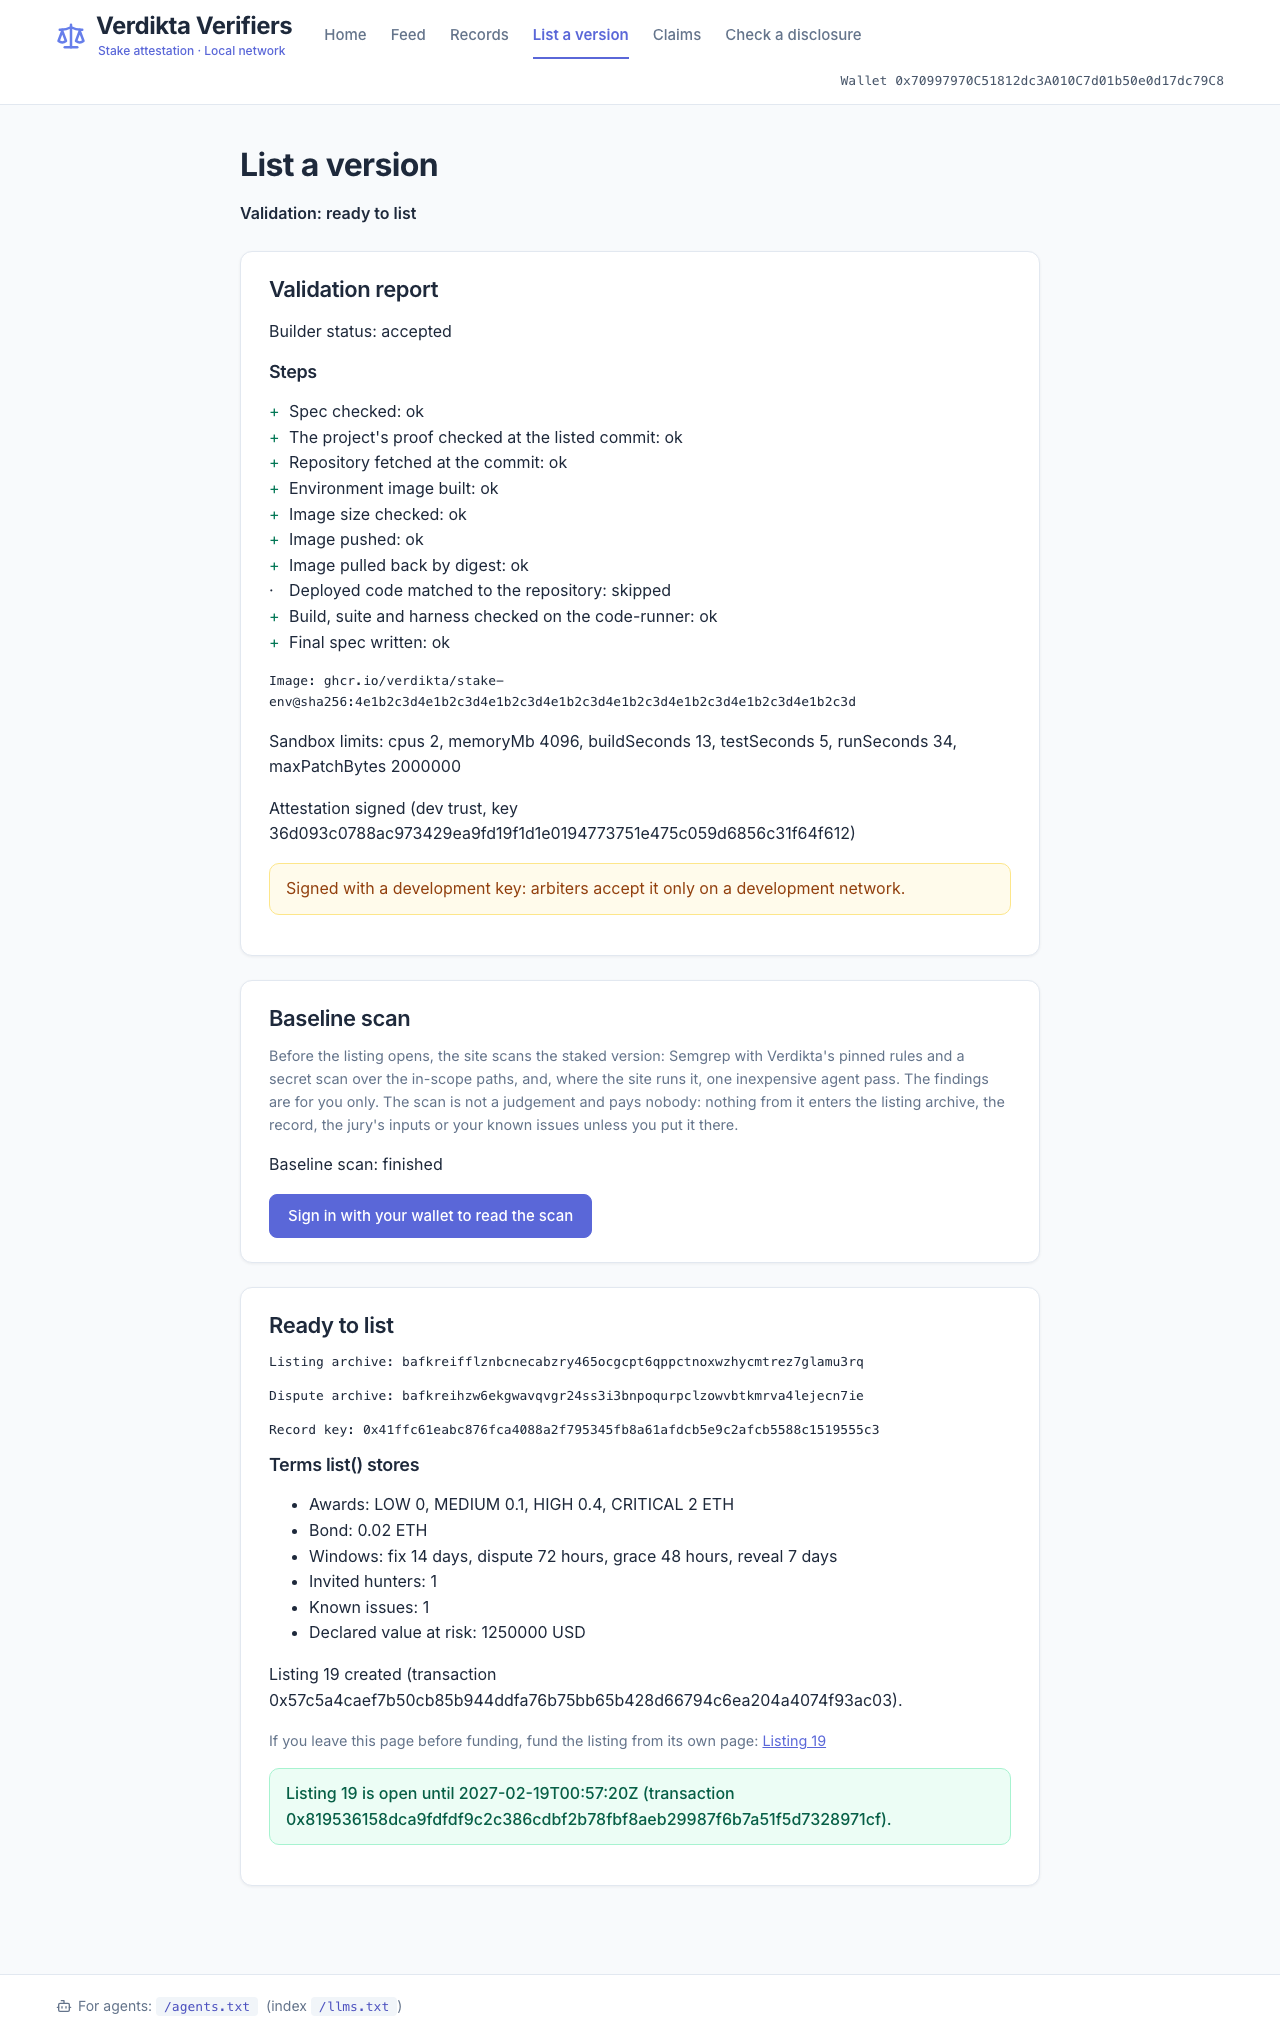 Verdikta Verifiers
Stake attestation · Local network
Home
Feed
Records
List a version
Claims
Check a disclosure
Wallet 0x70997970C51812dc3A010C7d01b50e0d17dc79C8
List a version
Validation: ready to list
Validation report
Builder status: accepted
Steps
+ Spec checked: ok
+ The project's proof checked at the listed commit: ok
+ Repository fetched at the commit: ok
+ Environment image built: ok
+ Image size checked: ok
+ Image pushed: ok
+ Image pulled back by digest: ok
· Deployed code matched to the repository: skipped
+ Build, suite and harness checked on the code-runner: ok
+ Final spec written: ok
Image: ghcr.io/verdikta/stake-
env@sha256:4e1b2c3d4e1b2c3d4e1b2c3d4e1b2c3d4e1b2c3d4e1b2c3d4e1b2c3d4e1b2c3d
Sandbox limits: cpus 2, memoryMb 4096, buildSeconds 13, testSeconds 5, runSeconds 34,
maxPatchBytes 2000000
Attestation signed (dev trust, key
36d093c0788ac973429ea9fd19f1d1e0194773751e475c059d6856c31f64f612)
Signed with a development key: arbiters accept it only on a development network.
Baseline scan
Before the listing opens, the site scans the staked version: Semgrep with Verdikta's pinned rules and a
secret scan over the in-scope paths, and, where the site runs it, one inexpensive agent pass. The findings
are for you only. The scan is not a judgement and pays nobody: nothing from it enters the listing archive, the
record, the jury's inputs or your known issues unless you put it there.
Baseline scan: finished
Sign in with your wallet to read the scan
Ready to list
Listing archive: bafkreifflznbcnecabzry465ocgcpt6qppctnoxwzhycmtrez7glamu3rq
Dispute archive: bafkreihzw6ekgwavqvgr24ss3i3bnpoqurpclzowvbtkmrva4lejecn7ie
Record key: 0x41ffc61eabc876fca4088a2f795345fb8a61afdcb5e9c2afcb5588c1519555c3
Terms list() stores
• Awards: LOW 0, MEDIUM 0.1, HIGH 0.4, CRITICAL 2 ETH
• Bond: 0.02 ETH
• Windows: fix 14 days, dispute 72 hours, grace 48 hours, reveal 7 days
• Invited hunters: 1
• Known issues: 1
• Declared value at risk: 1250000 USD
Listing 19 created (transaction
0x57c5a4caef7b50cb85b944ddfa76b75bb65b428d66794c6ea204a4074f93ac03).
If you leave this page before funding, fund the listing from its own page: Listing 19
Listing 19 is open until 2027-02-19T00:57:20Z (transaction
0x819536158dca9fdfdf9c2c386cdbf2b78fbf8aeb29987f6b7a51f5d7328971cf).
For agents: /agents.txt (index /llms.txt)